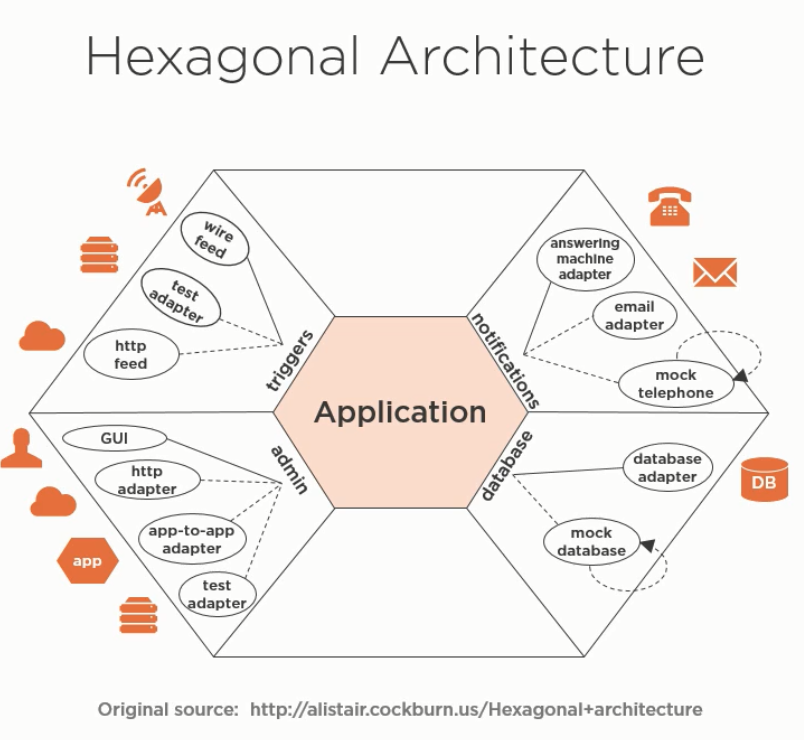 Hexagonal Architecture
wire
feed
test
adapter
http
feed
triggers
answering
machine
adapter
email
adapter
mock
telephone
notifications
Application
GUI
http
adapter
app-to-app
adapter
test
adapter
admin
app
database
adapter
mock
database
database
DB
Original source: http://alistair.cockburn.us/Hexagonal+architecture